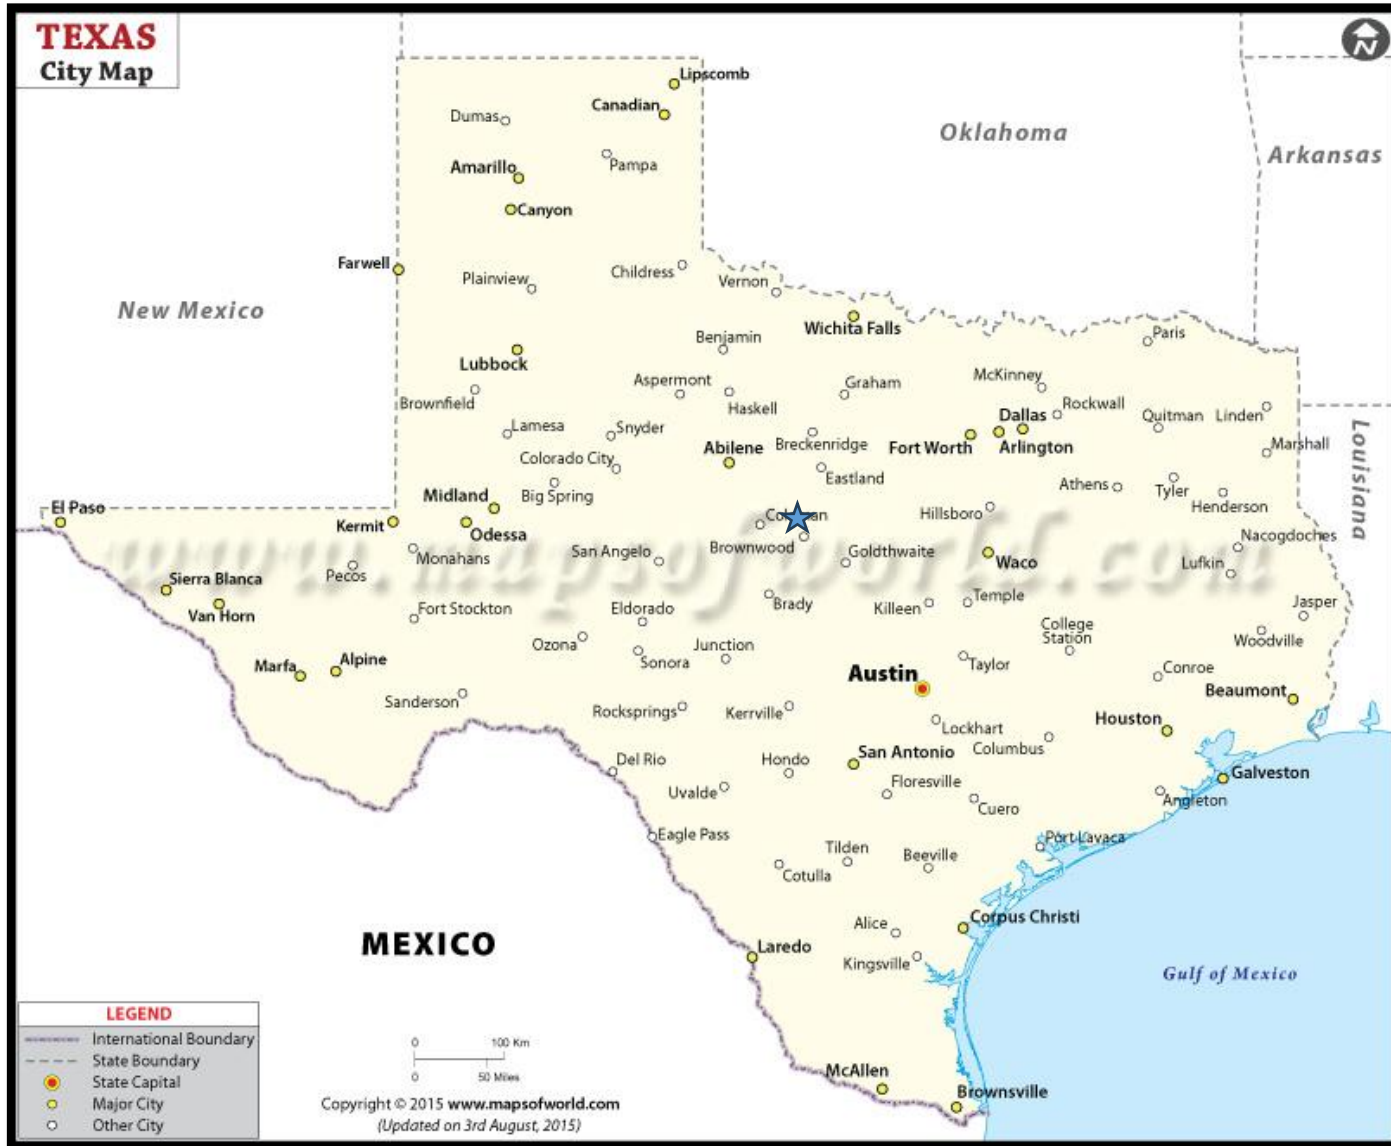 TEXAS
City Map
N
Lipscomb
Canadian
Dumas
Oklahoma
Arkansas
Pampa
Amarillo
Canyon
Farwell
Childress
Plainview
Vernon
New Mexico
Wichita Falls
Paris
Benjamin
Lubbock
Aspermont
McKinney
Graham
Brownfield
Haskell
Rockwall
Dallas
Quitman
Linden
Lamesa
Snyder
Breckenridge
Abilene
Fort Worth
Arlington
Marshall
Louisiana
Colorado City
Eastland
Athens
Tyler
Big Spring
Midland
Henderson
El Paso
Hillsboro
Kermit
Odessa
Nacogdoches
www.mapsofworld.com
Brownwood
San Angelo
Goldthwaite
Monahans
Waco
Lufkin
Pecos
Sierra Blanca
Temple
Jasper
Brady
Killeen
Eldorado
Fort Stockton
Van Horn
College
Station
Woodville
Ozona
Junction
Sonora
Taylor
Marfa
Alpine
Conroe
Austin
Beaumont
Sanderson
Rocksprings
Kerrville
Houston
Lockhart
Columbus
San Antonio
Del Rio
Hondo
Galveston
Uvalde
Floresville
Angleton
Cuero
Eagle Pass
Port Lavaca
Tilden
Beeville
Cotulla
Corpus Christi
Alice
MEXICO
Laredo
Kingsville
Gulf of Mexico
LEGEND
International Boundary
State Boundary
State Capital
Major City
Other City
0 100 Km
0 50 Miles
McAllen
Brownsville
Copyright © 2015 www.mapsofworld.com
(Updated on 3rd August, 2015)